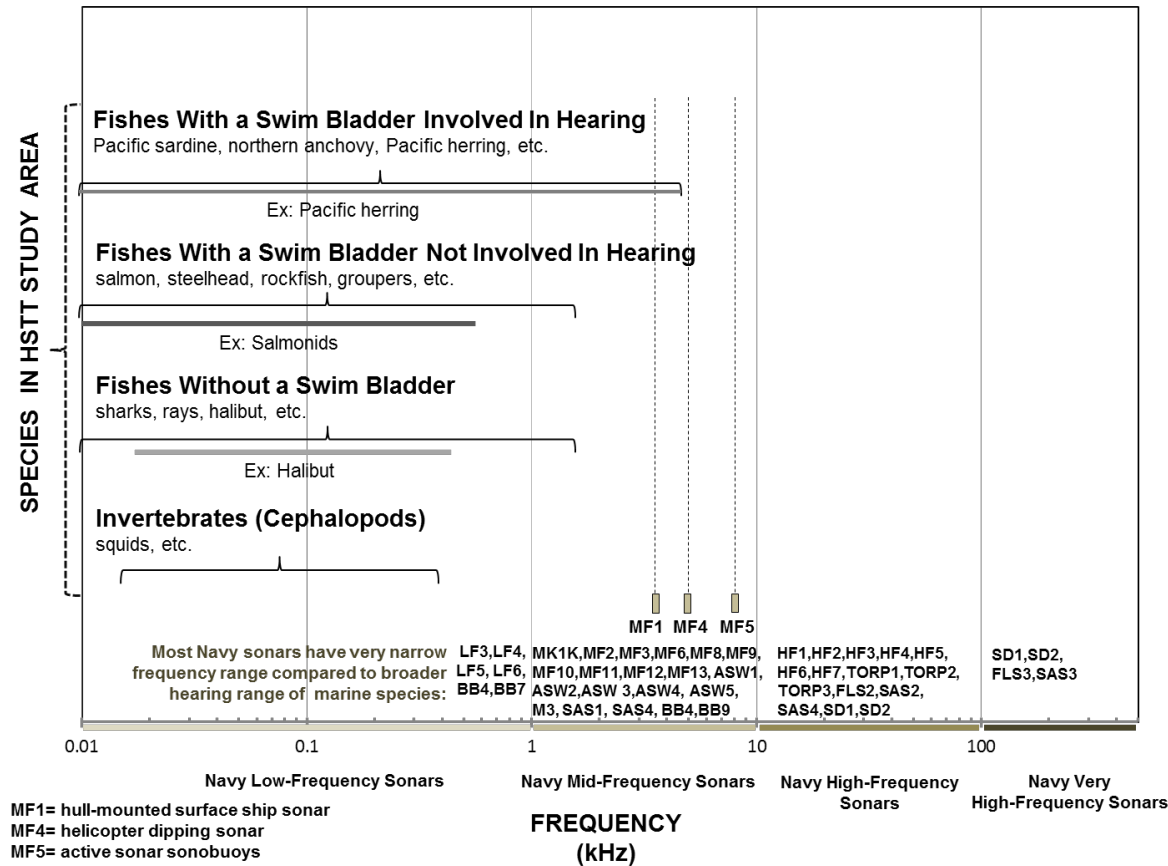 SPECIES IN HSTT STUDY AREA
Fishes With a Swim Bladder Involved In Hearing
Pacific sardine, northern anchovy, Pacific herring, etc.
Ex: Pacific herring
Fishes With a Swim Bladder Not Involved In Hearing
salmon, steelhead, rockfish, groupers, etc.
Ex: Salmonids
Fishes Without a Swim Bladder
sharks, rays, halibut, etc.
Ex: Halibut
Invertebrates (Cephalopods)
squids, etc.
MF1 MF4 MF5
Most Navy sonars have very narrow
frequency range compared to broader
hearing range of marine species:
LF3,LF4,
LF5, LF6,
BB4,BB7
MK1K,MF2,MF3,MF6,MF8,MF9,
MF10,MF11,MF12,MF13,ASW1,
ASW2,ASW 3,ASW4, ASW5,
M3, SAS1, SAS4, BB4,BB9
HF1,HF2,HF3,HF4,HF5,
HF6,HF7,TORP1,TORP2,
TORP3,FLS2,SAS2,
SAS4,SD1,SD2
SD1,SD2,
FLS3,SAS3
0.01 0.1 1 10 100
Navy Low-Frequency Sonars
Navy Mid-Frequency Sonars
Navy High-Frequency
Sonars
Navy Very
High-Frequency Sonars
MF1= hull-mounted surface ship sonar
MF4= helicopter dipping sonar
MF5= active sonar sonobuoys
FREQUENCY
(kHz)